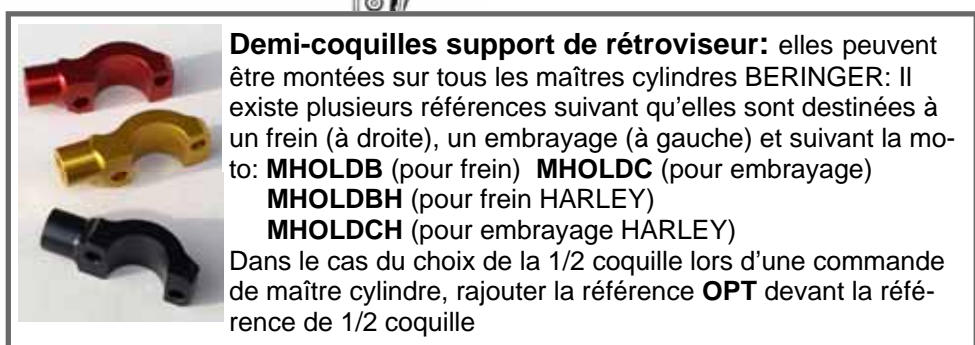 Demi-coquilles support de rétroviseur: elles peuvent
être montées sur tous les maîtres cylindres BERINGER: Il
existe plusieurs références suivant qu’elles sont destinées à
un frein (à droite), un embrayage (à gauche) et suivant la mo-
to: MHOLDB (pour frein) MHOLDC (pour embrayage)
MHOLDBH (pour frein HARLEY)
MHOLDCH (pour embrayage HARLEY)
Dans le cas du choix de la 1/2 coquille lors d’une commande
de maître cylindre, rajouter la référence OPT devant la réfé-
rence de 1/2 coquille